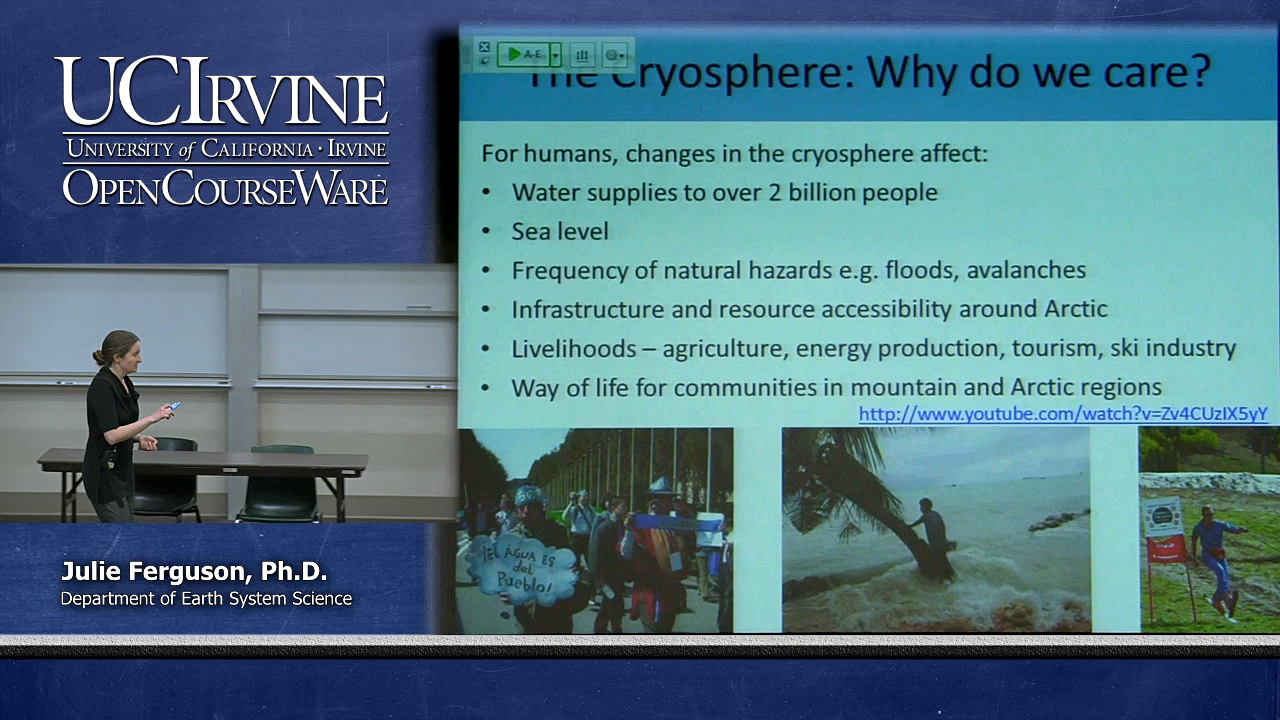 UCIRVINE
UNIVERSITY of CALIFORNIA · IRVINE
OPENCOURSEWARE
Julie Ferguson, Ph.D.
Department of Earth System Science
A-E
The Cryosphere: Why do we care?
For humans, changes in the cryosphere affect:
• Water supplies to over 2 billion people
• Sea level
• Frequency of natural hazards e.g. floods, avalanches
• Infrastructure and resource accessibility around Arctic
• Livelihoods – agriculture, energy production, tourism, ski industry
• Way of life for communities in mountain and Arctic regions
http://www.youtube.com/watch?v=Zv4CUzIX5yY
¡EL AGUA ES
del
Pueblo!